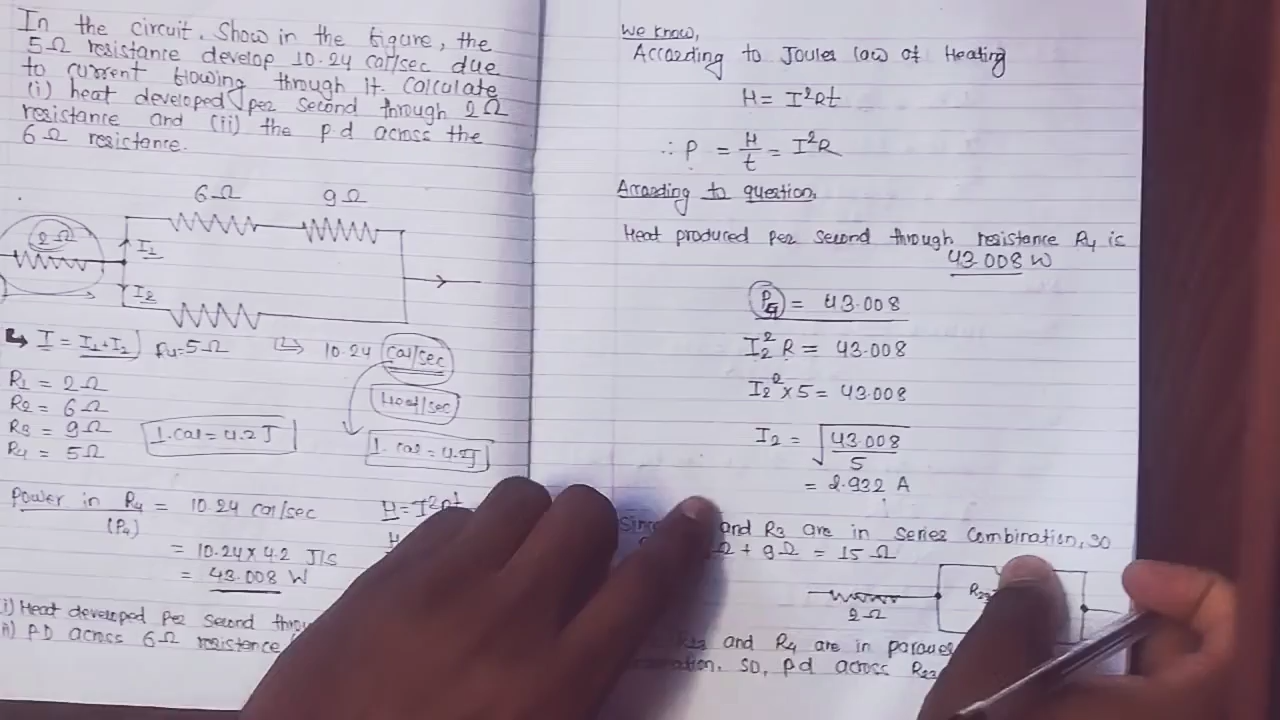 In the circuit. Show in the figure, the
5Ω resistance develop 10.24 cal/sec due
to current flowing through it. Calculate
(i) heat developed per second through 2Ω
resistance and (ii) the pd across the
6Ω resistance.
6Ω 9Ω
2Ω
I1
I2
I = I1+I2
R4=5Ω
10.24 cal/sec
R1 = 2Ω
R2 = 6Ω
R3 = 9Ω
R4 = 5Ω
1.cal = 4.2J
Heat/sec
1. cal = 4.2J
Power in R4 = 10.24 cal/sec
(P4)
= 10.24 x 4.2 J/s
= 43.008 W
H = I²Rt
H
i) Heat developed per second
ii) PD across 6Ω resistance
We know,
According to Joules law of Heating
H = I²Rt
∴ P = H/t = I²R
According to question,
Heat produced per second through resistance R4 is
43.008 W
P4 = 43.008
I2² R = 43.008
I2² x 5 = 43.008
I2 = √43.008/5
= 2.932 A
and R3 are in series Combination, so
Ω + 9Ω = 15Ω
2Ω
and R4 are in
so, pd across